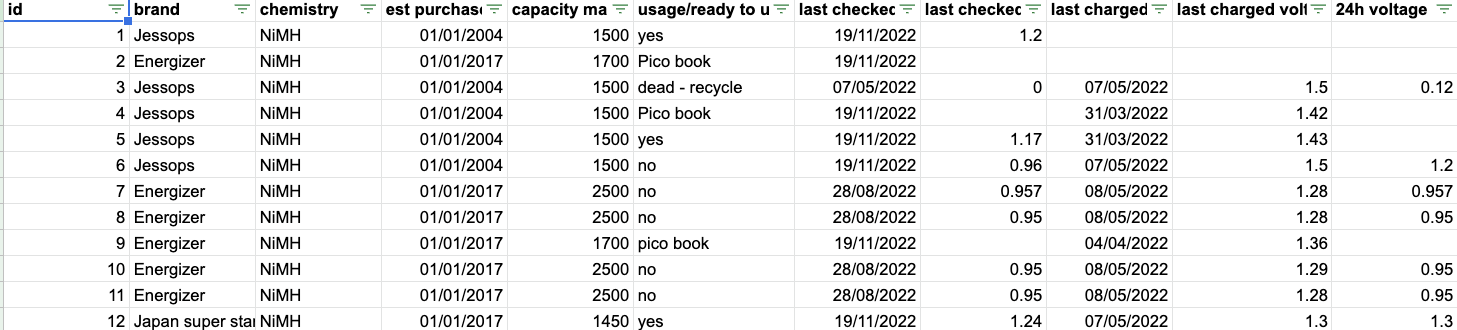 id brand chemistry est purchas capacity ma usage/ready to u last checked last checked last charged last charged volt 24h voltage
1 Jessops NiMH 01/01/2004 1500 yes 19/11/2022 1.2
2 Energizer NiMH 01/01/2017 1700 Pico book 19/11/2022
3 Jessops NiMH 01/01/2004 1500 dead - recycle 07/05/2022 0 07/05/2022 1.5 0.12
4 Jessops NiMH 01/01/2004 1500 Pico book 19/11/2022 31/03/2022 1.42
5 Jessops NiMH 01/01/2004 1500 yes 19/11/2022 1.17 31/03/2022 1.43
6 Jessops NiMH 01/01/2004 1500 no 19/11/2022 0.96 07/05/2022 1.5 1.2
7 Energizer NiMH 01/01/2017 2500 no 28/08/2022 0.957 08/05/2022 1.28 0.957
8 Energizer NiMH 01/01/2017 2500 no 28/08/2022 0.95 08/05/2022 1.28 0.95
9 Energizer NiMH 01/01/2017 1700 pico book 19/11/2022 04/04/2022 1.36
10 Energizer NiMH 01/01/2017 2500 no 28/08/2022 0.95 08/05/2022 1.29 0.95
11 Energizer NiMH 01/01/2017 2500 no 28/08/2022 0.95 08/05/2022 1.28 0.95
12 Japan super star NiMH 01/01/2017 1450 yes 19/11/2022 1.24 07/05/2022 1.3 1.3